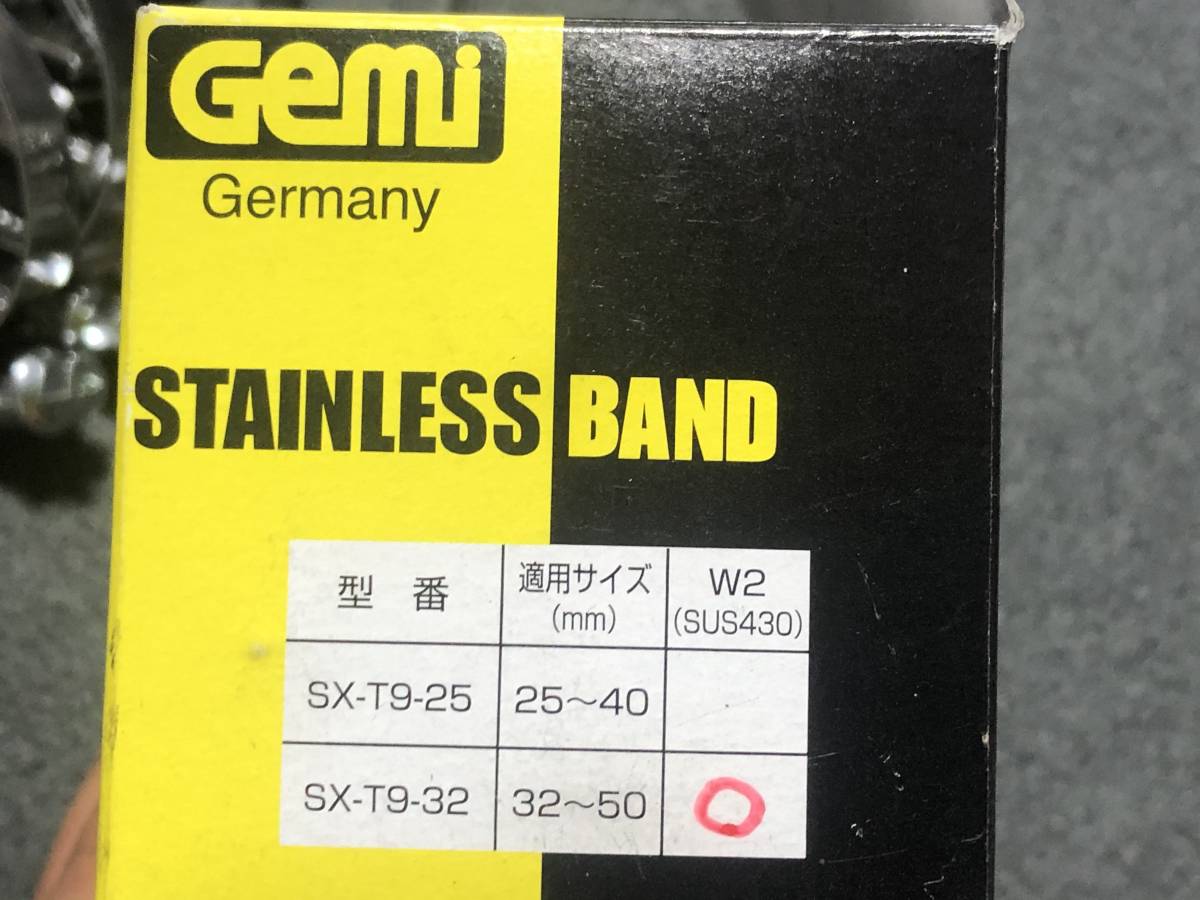 Gemi
Germany
STAINLESS BAND
型 番 適用サイズ (mm) W2 (SUS430)
SX-T9-25 25～40
SX-T9-32 32～50